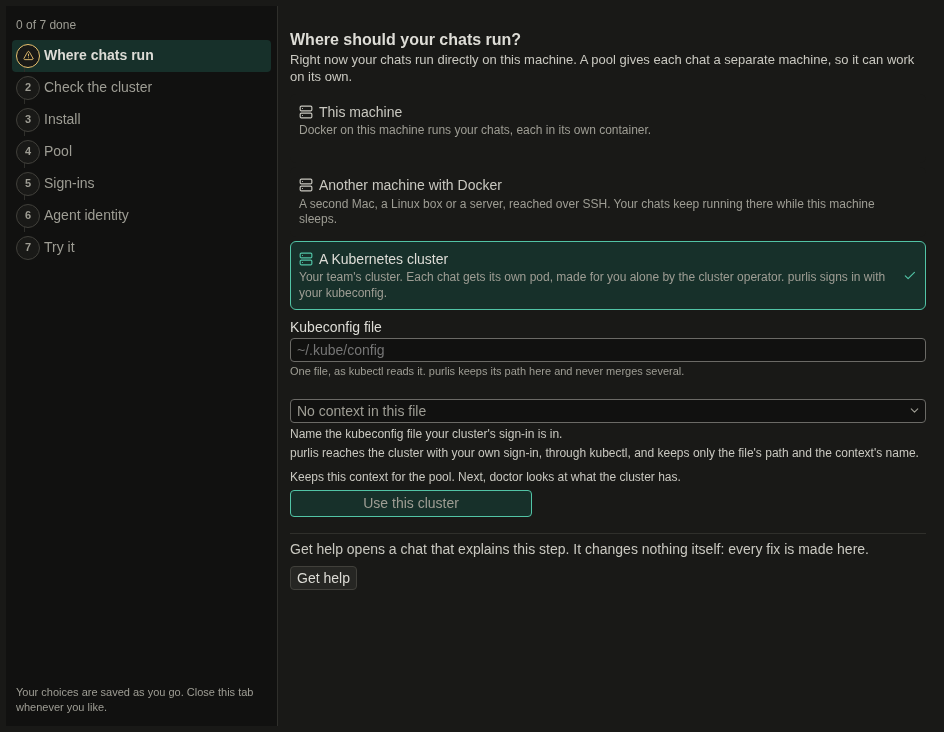 0 of 7 done
Where chats run
2 Check the cluster
3 Install
4 Pool
5 Sign-ins
6 Agent identity
7 Try it
Your choices are saved as you go. Close this tab
whenever you like.
Where should your chats run?
Right now your chats run directly on this machine. A pool gives each chat a separate machine, so it can work
on its own.
This machine
Docker on this machine runs your chats, each in its own container.
Another machine with Docker
A second Mac, a Linux box or a server, reached over SSH. Your chats keep running there while this machine
sleeps.
A Kubernetes cluster
Your team's cluster. Each chat gets its own pod, made for you alone by the cluster operator. purlis signs in with
your kubeconfig.
Kubeconfig file
~/.kube/config
One file, as kubectl reads it. purlis keeps its path here and never merges several.
No context in this file
Name the kubeconfig file your cluster's sign-in is in.
purlis reaches the cluster with your own sign-in, through kubectl, and keeps only the file's path and the context's name.
Keeps this context for the pool. Next, doctor looks at what the cluster has.
Use this cluster
Get help opens a chat that explains this step. It changes nothing itself: every fix is made here.
Get help